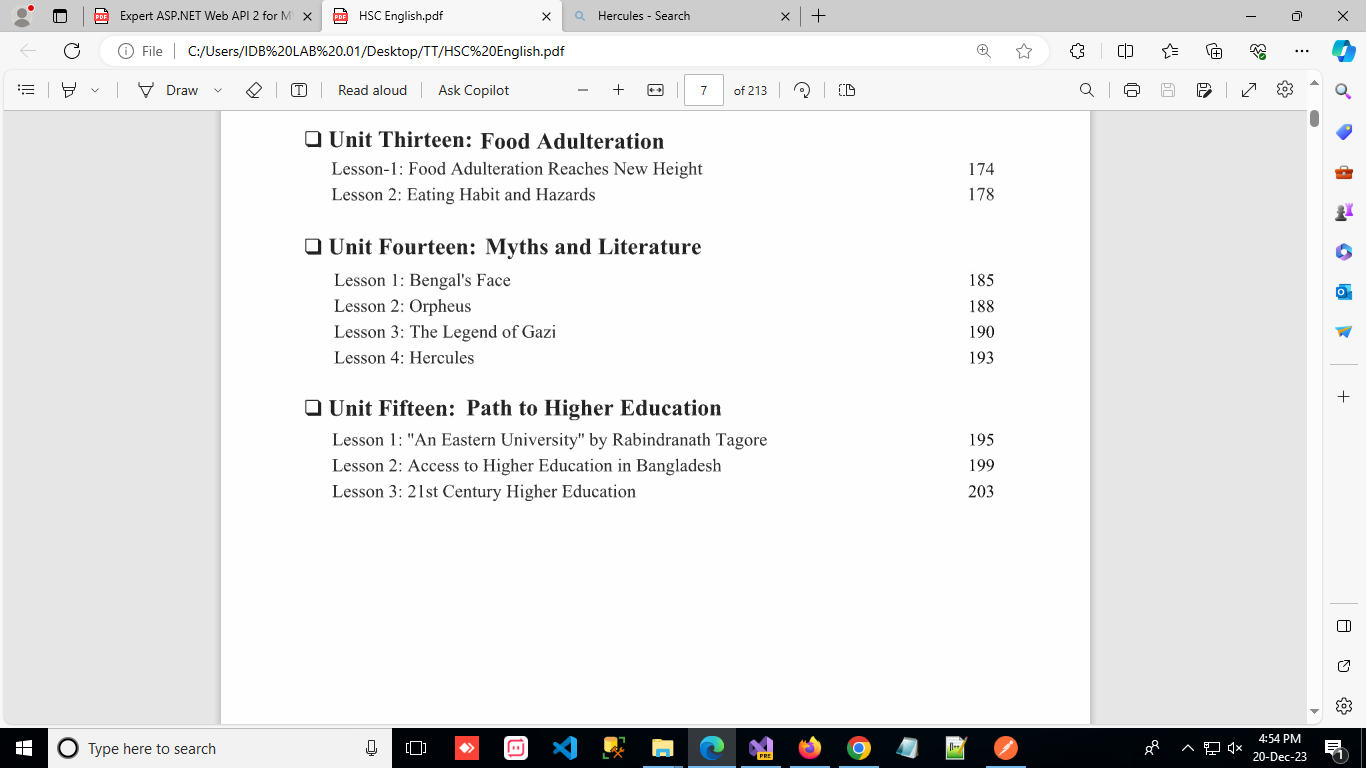 Expert ASP.NET Web API 2 for M
HSC English.pdf
Hercules - Search
File
C:/Users/IDB%20LAB%20.01/Desktop/TT/HSC%20English.pdf
Draw
Read aloud
Ask Copilot
7
of 213
❑ Unit Thirteen: Food Adulteration
Lesson-1: Food Adulteration Reaches New Height 174
Lesson 2: Eating Habit and Hazards 178
❑ Unit Fourteen: Myths and Literature
Lesson 1: Bengal's Face 185
Lesson 2: Orpheus 188
Lesson 3: The Legend of Gazi 190
Lesson 4: Hercules 193
❑ Unit Fifteen: Path to Higher Education
Lesson 1: "An Eastern University" by Rabindranath Tagore 195
Lesson 2: Access to Higher Education in Bangladesh 199
Lesson 3: 21st Century Higher Education 203
Type here to search
4:54 PM
20-Dec-23
1